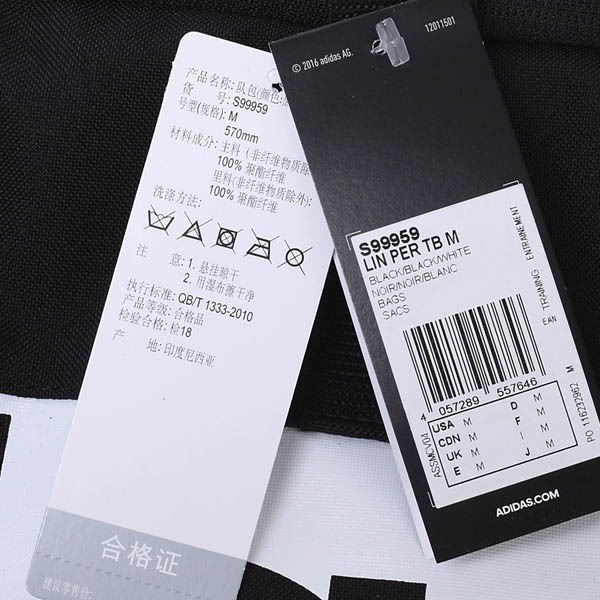 产品名称: 队包(颜色:
货 号: S99959
号型(规格): M
570mm
材料成分: 主料 (非纤维物质除
100% 聚酯纤维
里料(非纤维物质除外):
100% 聚酯纤维
洗涤方法:
注 意: 1. 悬挂晾干
2. 用湿布擦干净
执行标准: QB/T 1333-2010
产品等级: 合格品
检验合格: 检18
产 地: 印度尼西亚
合格证
建议零售价:
12011501
© 2016 adidas AG.
S99959
LIN PER TB M
BLACK/BLACK/WHITE
NOIR/NOIR/BLANC
BAGS
SACS
TRAINING ENTRAINEMENT
EAN
4 057289 557646
ASSMCV04
PO 116232962 M
USA M D M
CDN M F M
UK M I M
E M J M
ADIDAS.COM